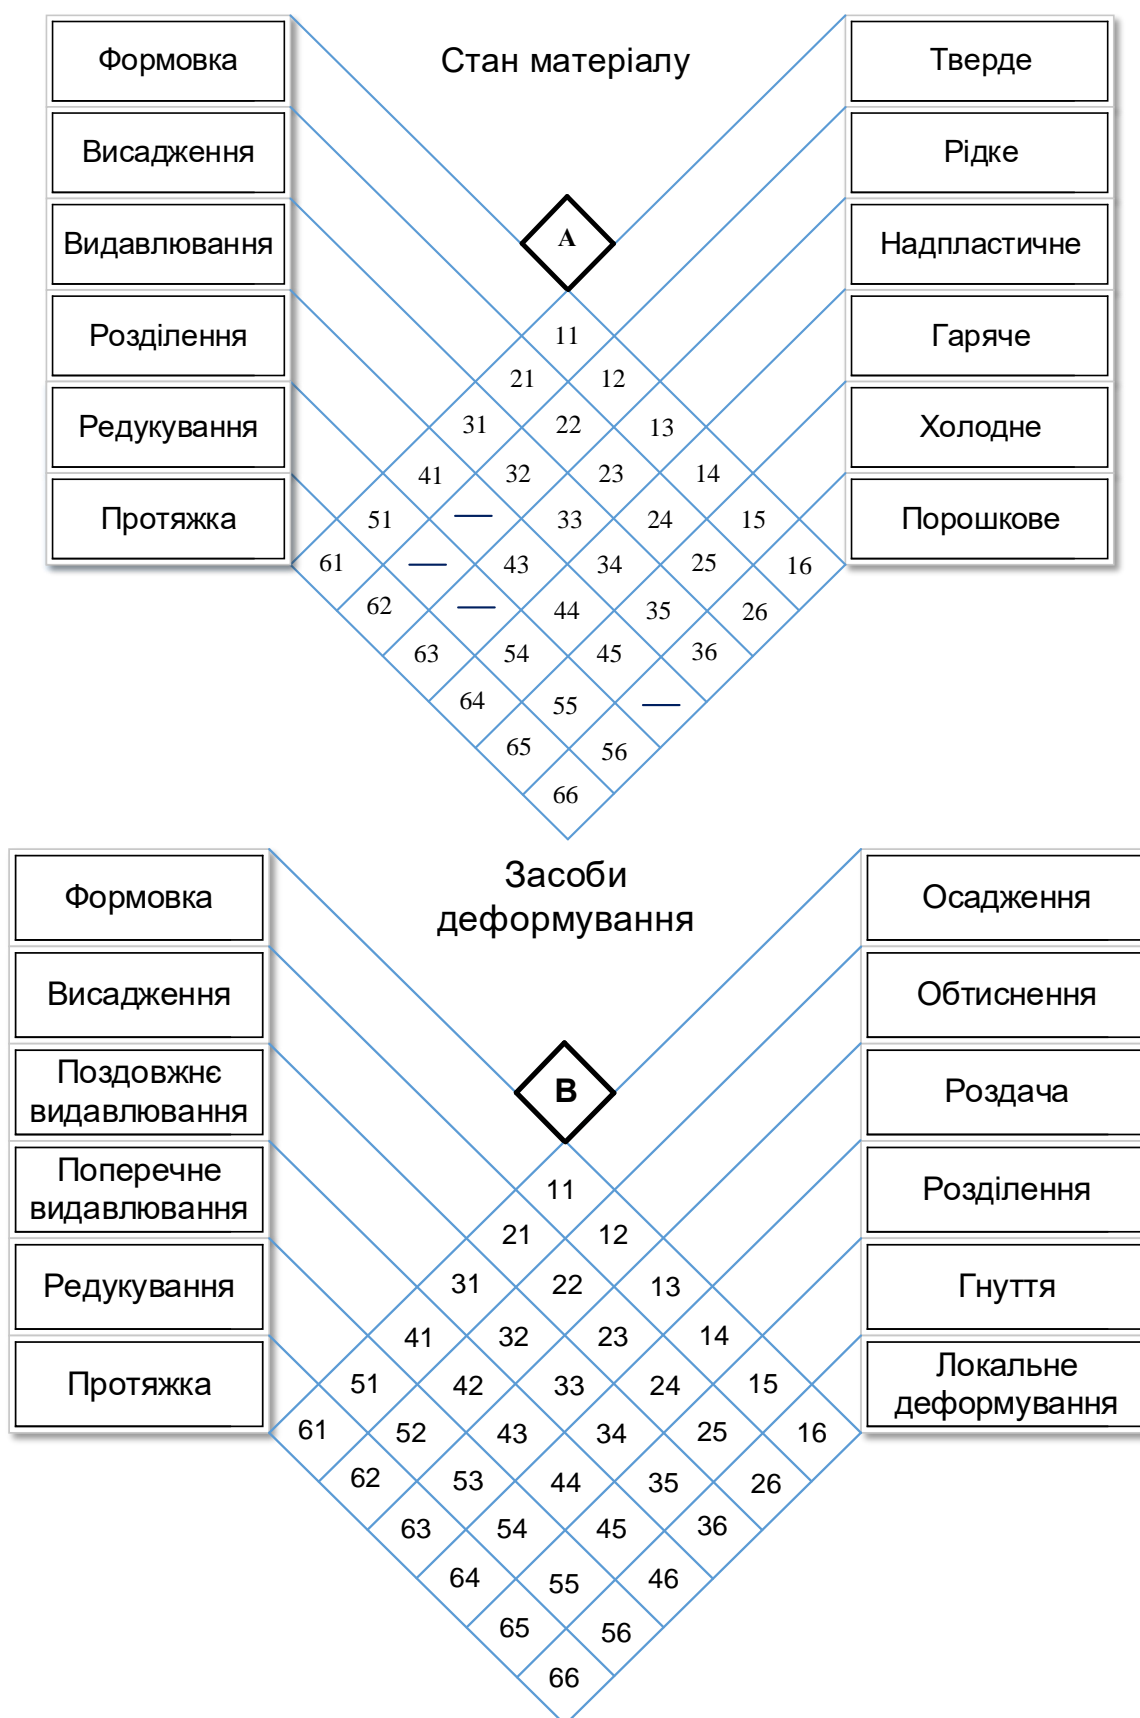 Формовка
Стан матеріалу
Тверде
Висадження
Рідке
А
Видавлювання
Надпластичне
Розділення
11
Гаряче
21 12
Редукування
31 22 13
Холодне
41 32 23 14
Протяжка
51 — 33 24 15
Порошкове
61 — 43 34 25 16
62 — 44 35 26
63 54 45 36
64 55 —
65 56
66
Засоби
деформування
Формовка
Осадження
Висадження
Обтиснення
Поздовжнє
видавлювання
В
Роздача
Поперечне
видавлювання
11
Розділення
21 12
Редукування
31 22 13
Гнуття
41 32 23 14
Протяжка
51 42 33 24 15
Локальне
деформування
61 52 43 34 25 16
62 53 44 35 26
63 54 45 36
64 55 46
65 56
66